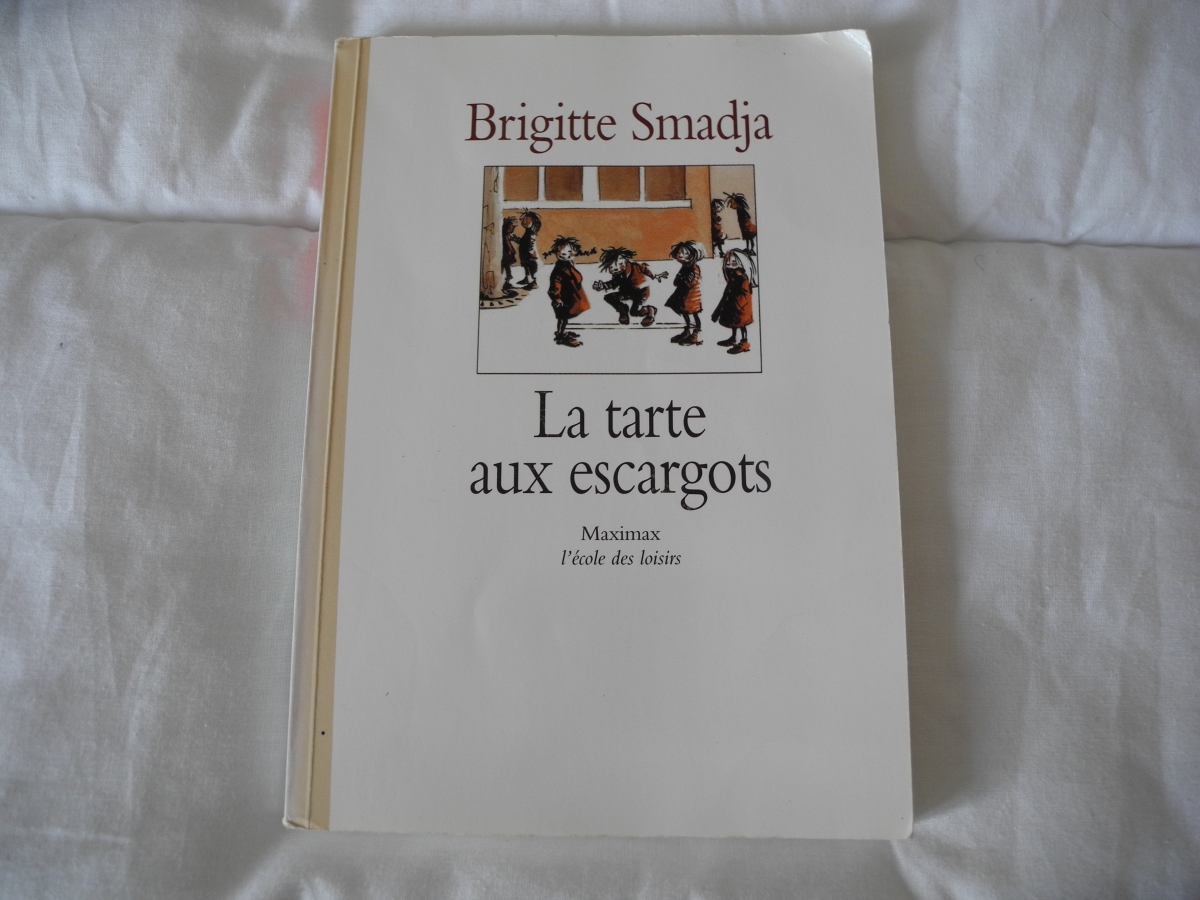 Brigitte Smadja
La tarte
aux escargots
Maximax
l'école des loisirs